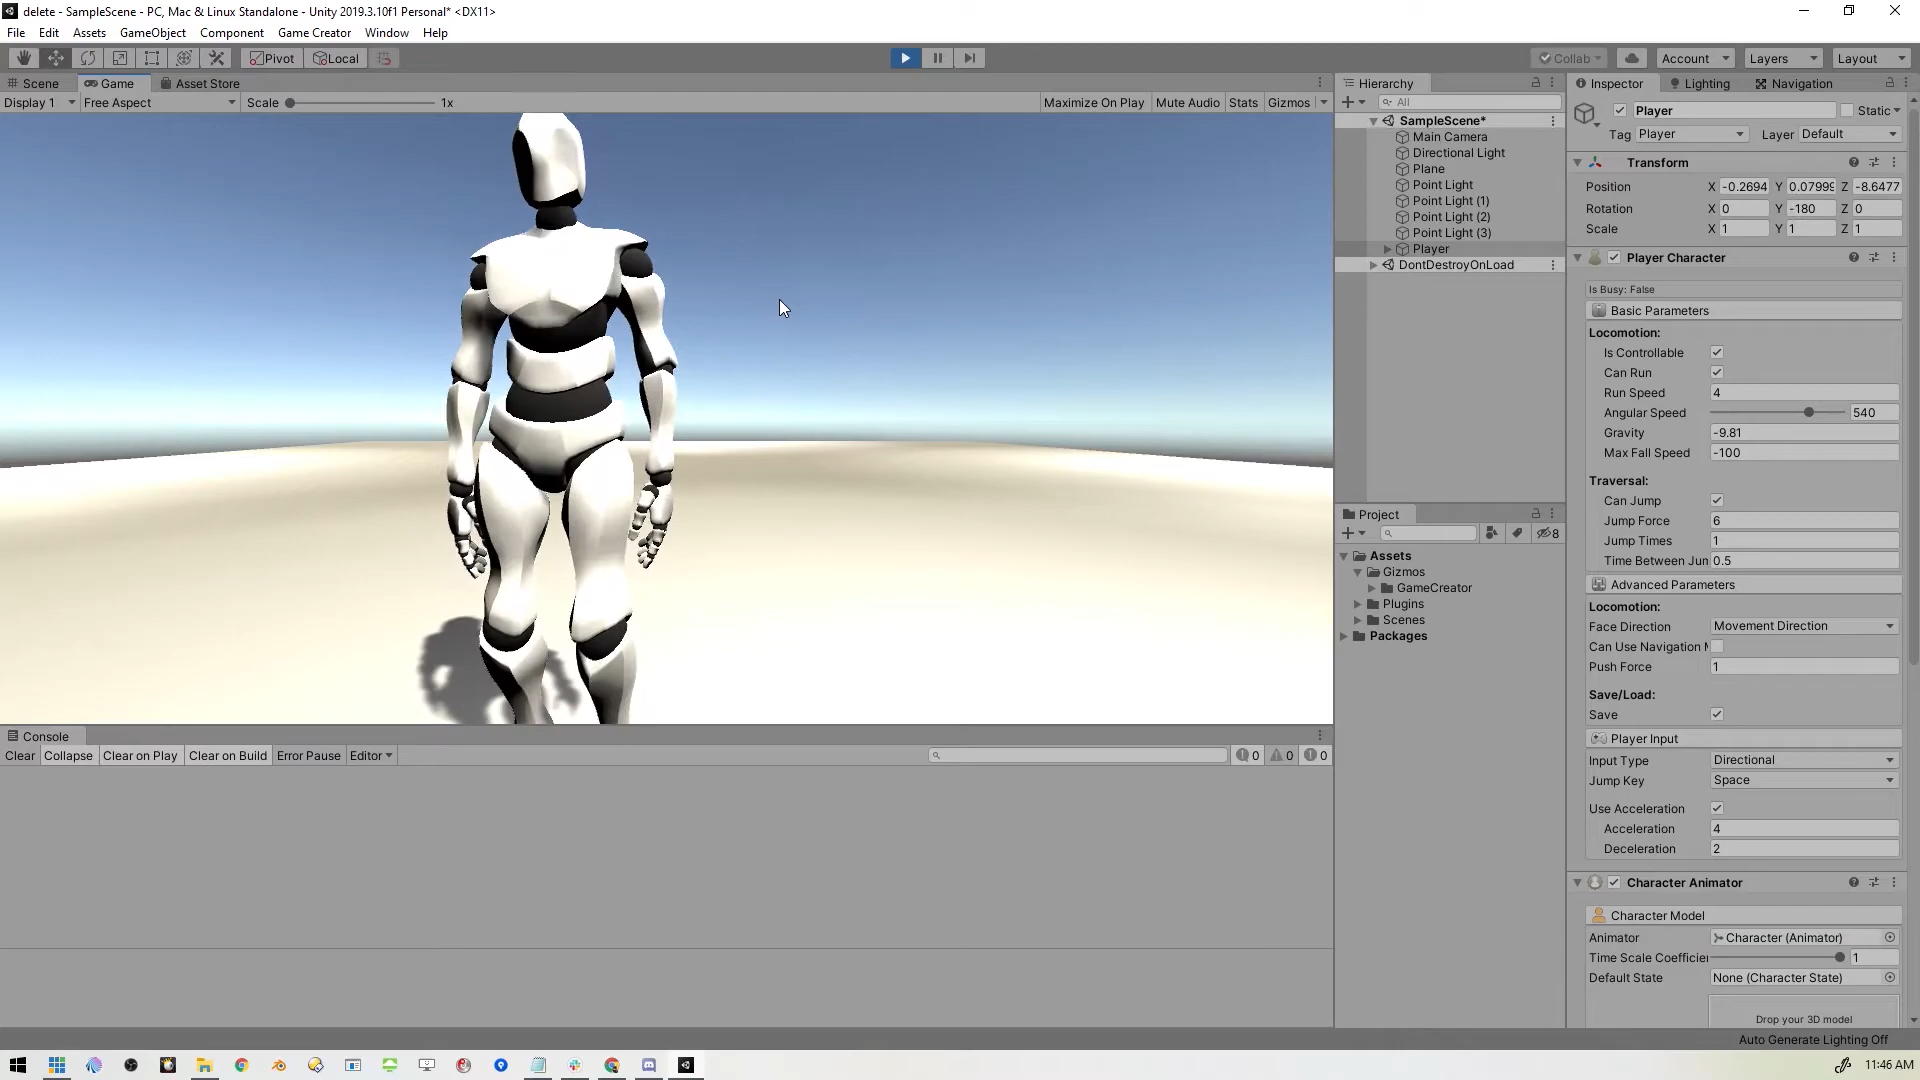 delete - SampleScene - PC, Mac & Linux Standalone - Unity 2019.3.10f1 Personal* <DX11>
File Edit Assets GameObject Component Game Creator Window Help
Pivot Local Collab Account Layers Layout
Scene Game Asset Store
Display 1 Free Aspect Scale 1x Maximize On Play Mute Audio Stats Gizmos
Hierarchy
All
SampleScene*
Main Camera
Directional Light
Plane
Point Light
Point Light (1)
Point Light (2)
Point Light (3)
Player
DontDestroyOnLoad
Project
8
Assets
Gizmos
GameCreator
Plugins
Scenes
Packages
Inspector Lighting Navigation
Player Static
Tag Player Layer Default
Transform
Position X -0.2694 Y 0.07999 Z -8.6477
Rotation X 0 Y -180 Z 0
Scale X 1 Y 1 Z 1
Player Character
Is Busy: False
Basic Parameters
Locomotion:
Is Controllable
Can Run
Run Speed 4
Angular Speed 540
Gravity -9.81
Max Fall Speed -100
Traversal:
Can Jump
Jump Force 6
Jump Times 1
Time Between Jun 0.5
Advanced Parameters
Locomotion:
Face Direction Movement Direction
Can Use Navigation
Push Force 1
Save/Load:
Save
Player Input
Input Type Directional
Jump Key Space
Use Acceleration
Acceleration 4
Deceleration 2
Character Animator
Character Model
Animator Character (Animator)
Time Scale Coefficier 1
Default State None (Character State)
Drop your 3D model
Console
Clear Collapse Clear on Play Clear on Build Error Pause Editor 0 0 0
Auto Generate Lighting Off
11:46 AM